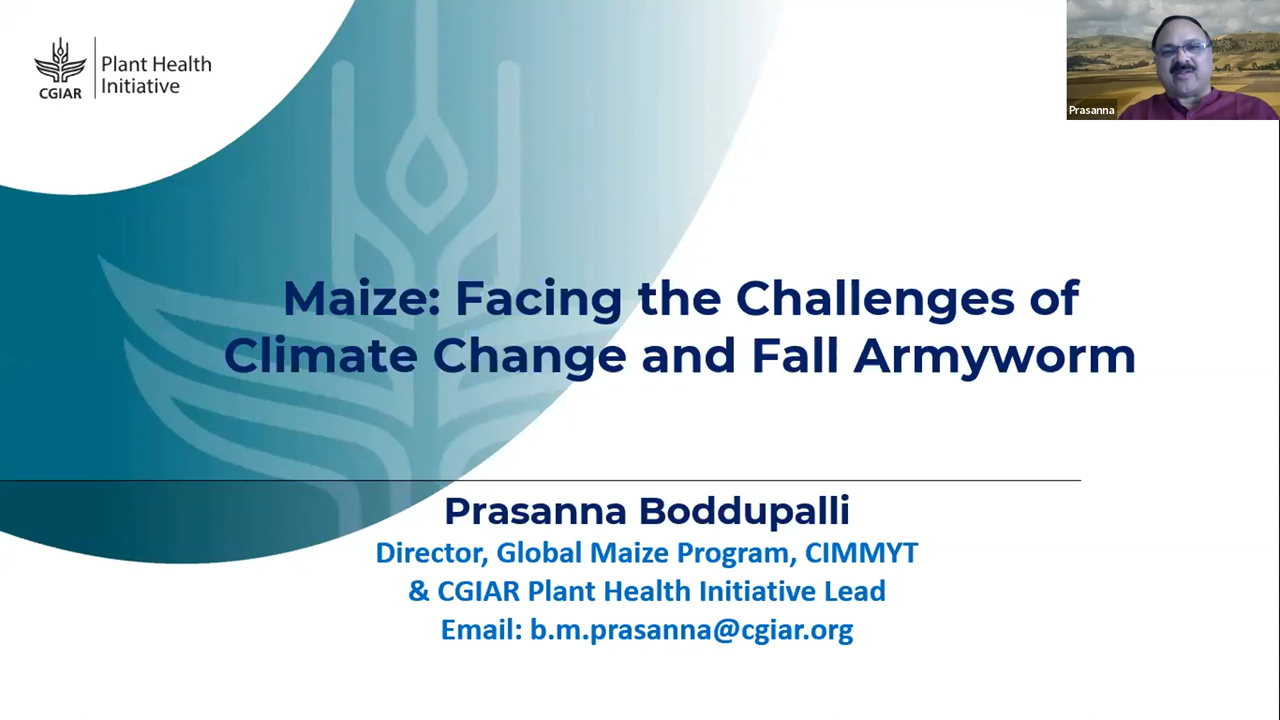 CGIAR
Plant Health
Initiative
Prasanna
Maize: Facing the Challenges of
Climate Change and Fall Armyworm
Prasanna Boddupalli
Director, Global Maize Program, CIMMYT
& CGIAR Plant Health Initiative Lead
Email: b.m.prasanna@cgiar.org